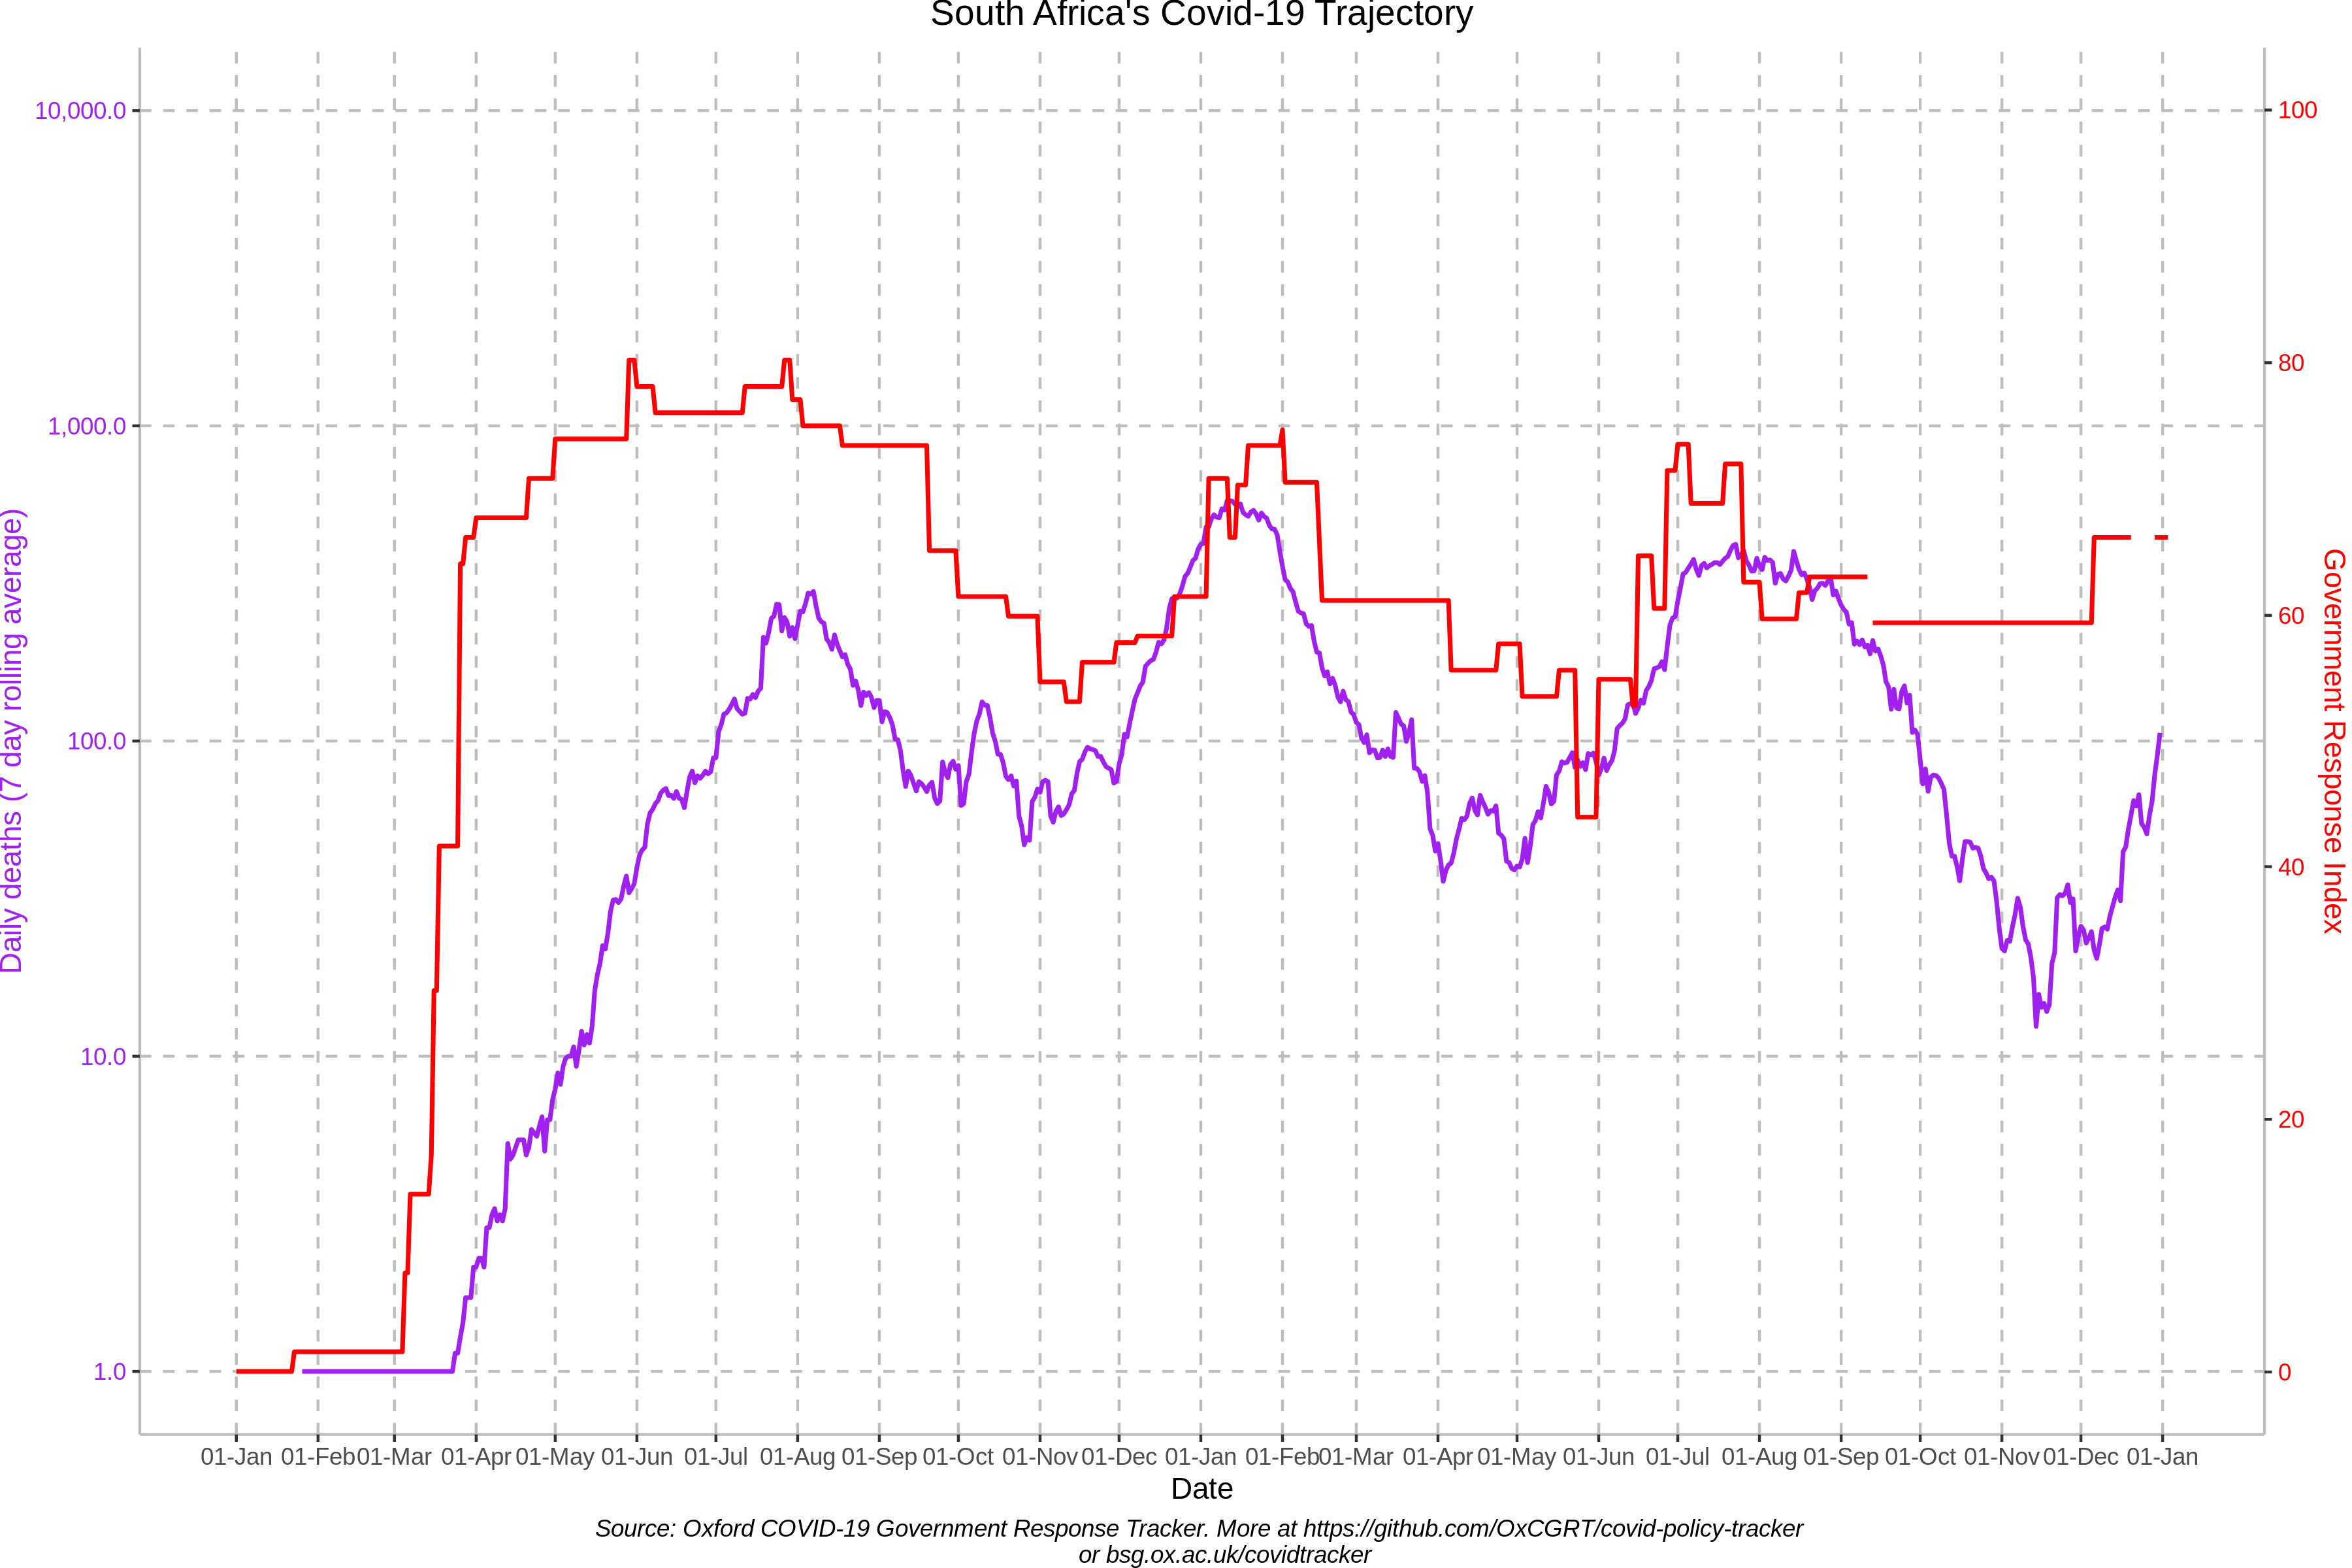 South Africa's Covid-19 Trajectory
10,000.0
1,000.0
100.0
10.0
1.0
Daily deaths (7 day rolling average)
100
80
60
40
20
0
Government Response Index
01-Jan 01-Feb 01-Mar 01-Apr 01-May 01-Jun 01-Jul 01-Aug 01-Sep 01-Oct 01-Nov 01-Dec 01-Jan 01-Feb 01-Mar 01-Apr 01-May 01-Jun 01-Jul 01-Aug 01-Sep 01-Oct 01-Nov 01-Dec 01-Jan
Date
Source: Oxford COVID-19 Government Response Tracker. More at https://github.com/OxCGRT/covid-policy-tracker
or bsg.ox.ac.uk/covidtracker